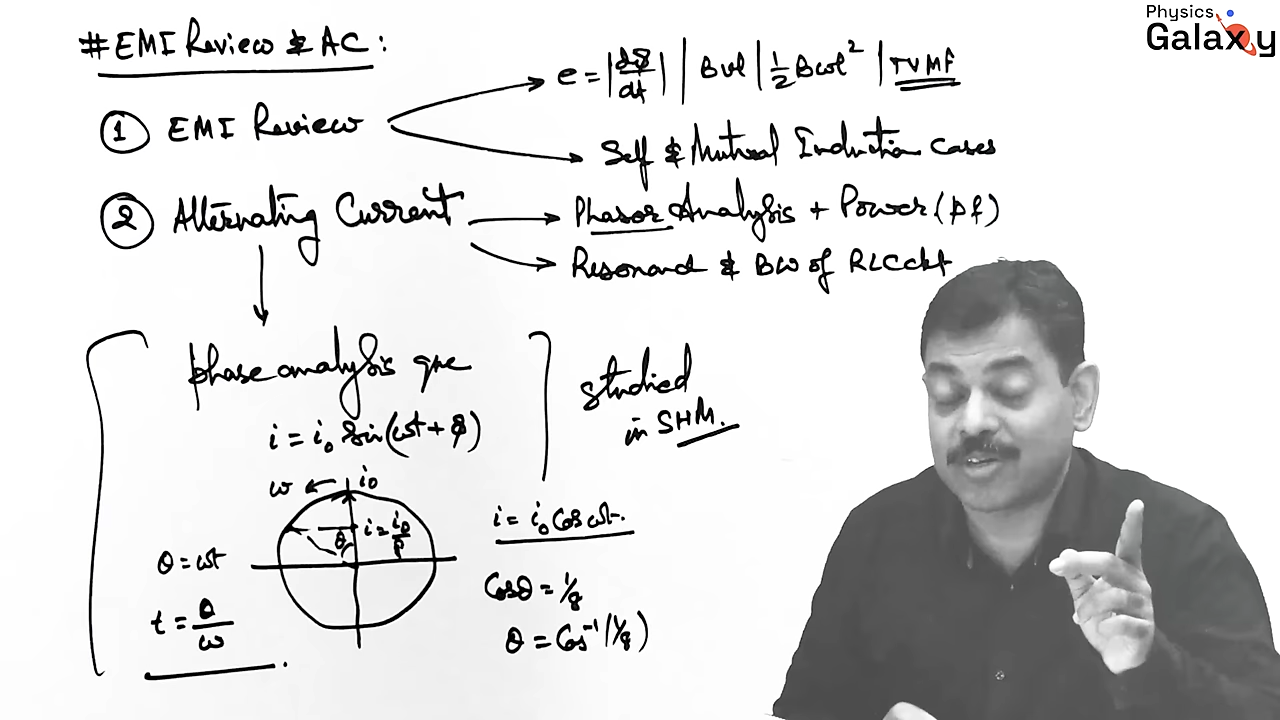 Physics
Galaxy
# EMI Review & AC :
① EMI Review
e = |dφ/dt| | Bvl | ½Bωl² | TVMF
Self & Mutual Induction cases
② Alternating Current
Phasor Analysis + Power (pf)
Resonance & BW of RLC ckt
phase analysis que
i = i₀ sin(ωt + φ)
studied
in SHM.
ω
i₀
θ
i = i₀/8
i = i₀ cos ωt.
θ = ωt
t = θ/ω
cosθ = 1/8
θ = cos⁻¹(1/8)